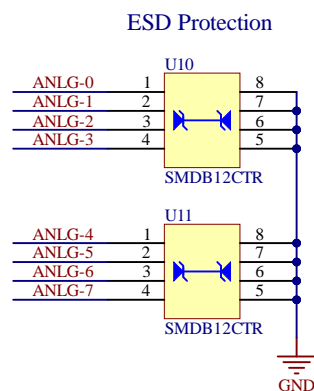 ESD Protection
U10
ANLG-0 1 8
ANLG-1 2 7
ANLG-2 3 6
ANLG-3 4 5
SMDB12CTR
U11
ANLG-4 1 8
ANLG-5 2 7
ANLG-6 3 6
ANLG-7 4 5
SMDB12CTR
GND